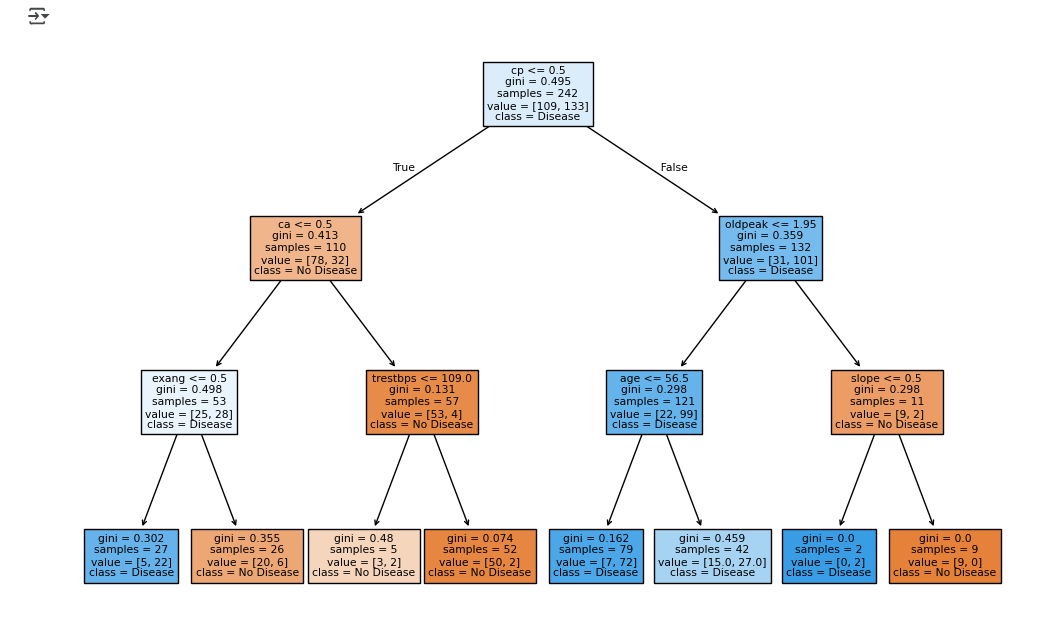 cp <= 0.5
gini = 0.495
samples = 242
value = [109, 133]
class = Disease
True
False
ca <= 0.5
gini = 0.413
samples = 110
value = [78, 32]
class = No Disease
oldpeak <= 1.95
gini = 0.359
samples = 132
value = [31, 101]
class = Disease
exang <= 0.5
gini = 0.498
samples = 53
value = [25, 28]
class = Disease
trestbps <= 109.0
gini = 0.131
samples = 57
value = [53, 4]
class = No Disease
age <= 56.5
gini = 0.298
samples = 121
value = [22, 99]
class = Disease
slope <= 0.5
gini = 0.298
samples = 11
value = [9, 2]
class = No Disease
gini = 0.302
samples = 27
value = [5, 22]
class = Disease
gini = 0.355
samples = 26
value = [20, 6]
class = No Disease
gini = 0.48
samples = 5
value = [3, 2]
class = No Disease
gini = 0.074
samples = 52
value = [50, 2]
class = No Disease
gini = 0.162
samples = 79
value = [7, 72]
class = Disease
gini = 0.459
samples = 42
value = [15.0, 27.0]
class = Disease
gini = 0.0
samples = 2
value = [0, 2]
class = Disease
gini = 0.0
samples = 9
value = [9, 0]
class = No Disease